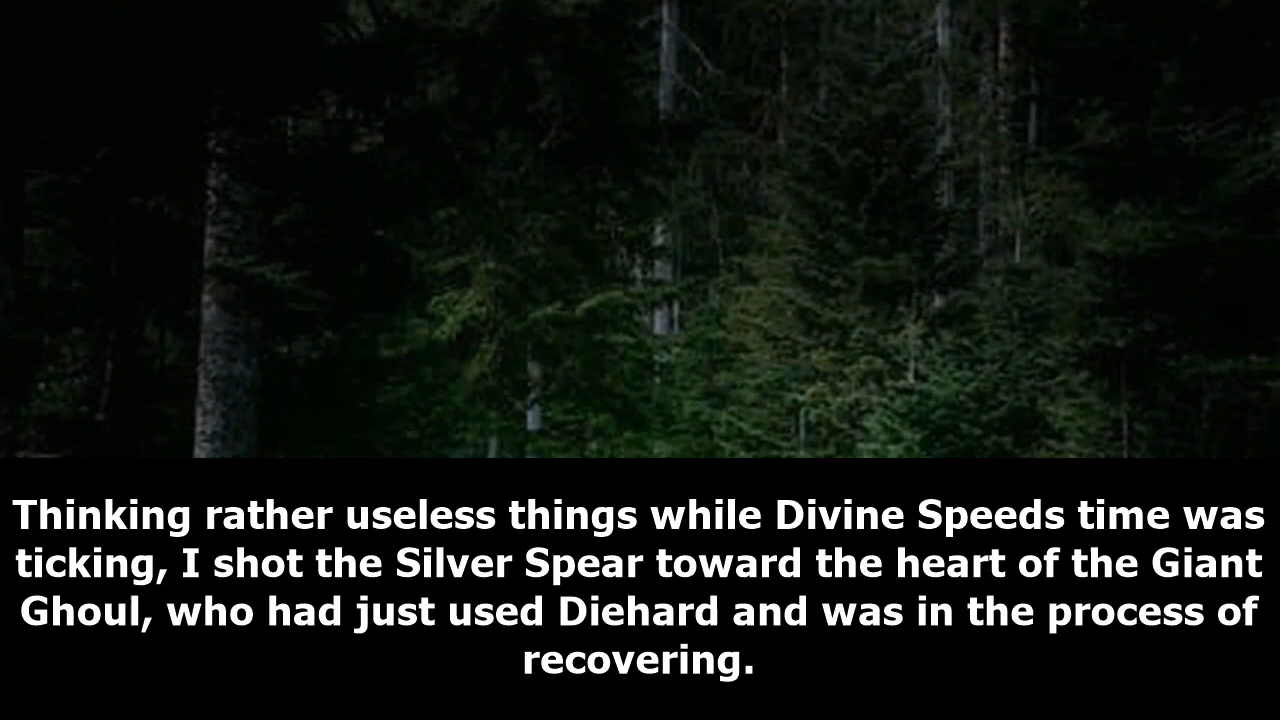 Thinking rather useless things while Divine Speeds time was
ticking, I shot the Silver Spear toward the heart of the Giant
Ghoul, who had just used Diehard and was in the process of
recovering.